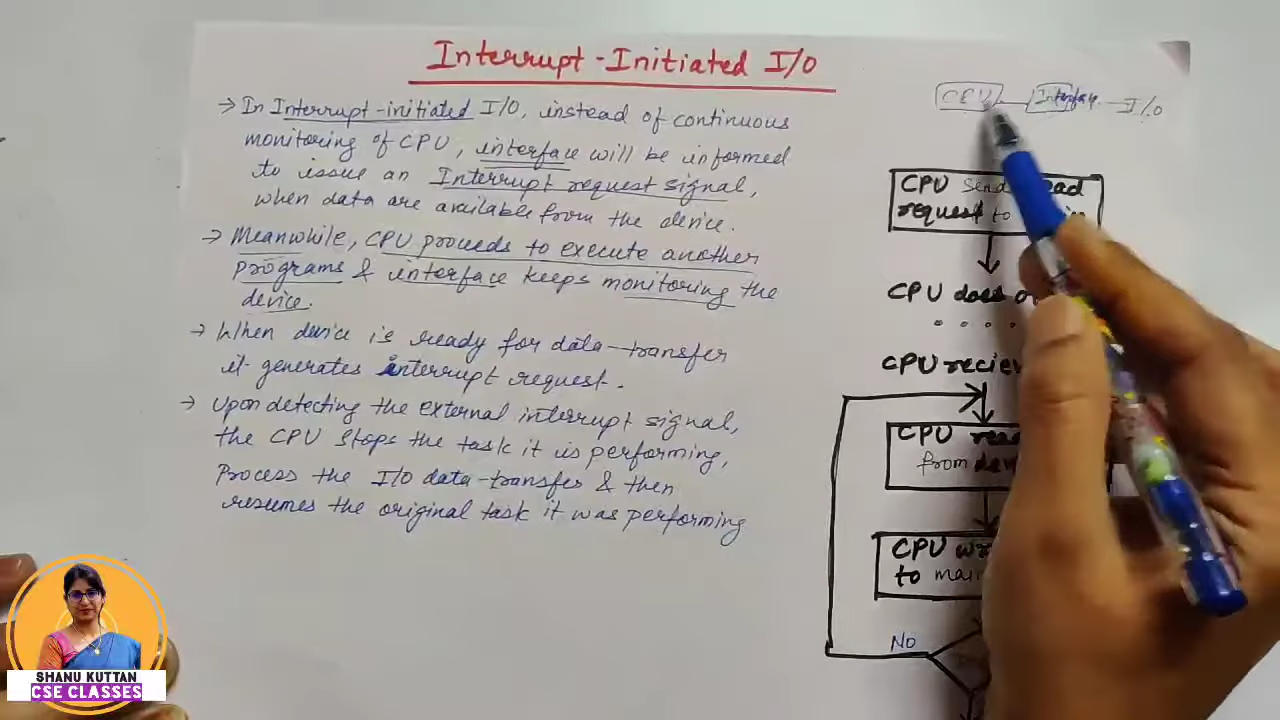 Interrupt-Initiated I/O
→ In Interrupt-initiated I/O, instead of continuous
monitoring of CPU, interface will be informed
to issue an Interrupt request signal,
when data are available from the device.
→ Meanwhile, CPU proceeds to execute another
programs & interface keeps monitoring the
device.
→ When device is ready for data-transfer
it generates interrupt request.
→ Upon detecting the external interrupt signal,
the CPU stops the task it is performing,
Process the I/O data-transfer & then
resumes the original task it was performing
CPU Interface I/O
CPU
request to
CPU does
CPU
CPU
from
CPU
to
No
SHANU KUTTAN
CSE CLASSES